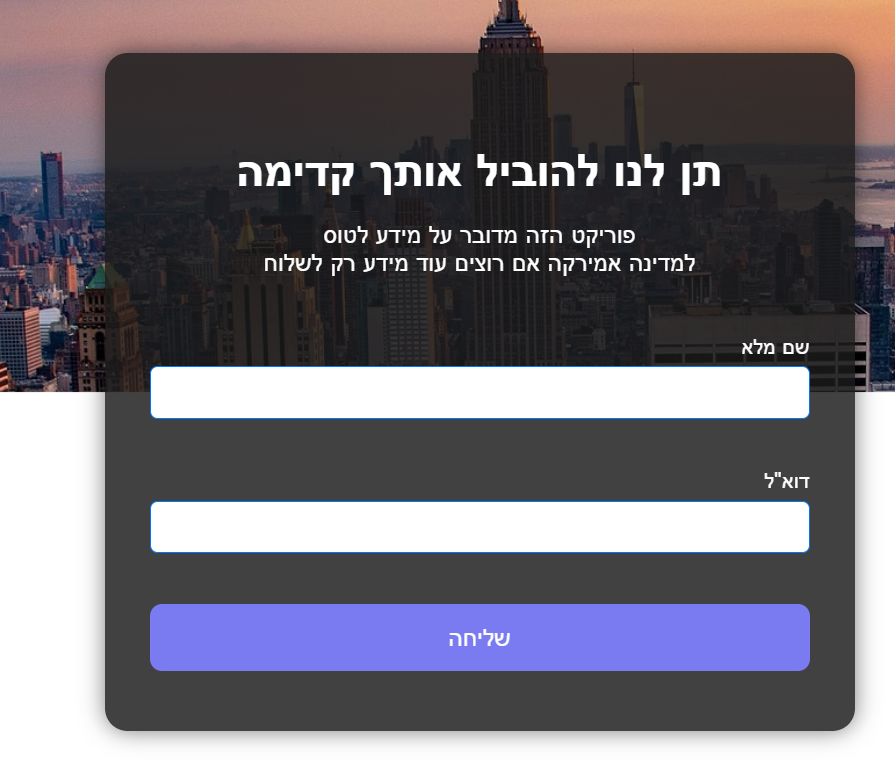 תן לנו להוביל אותך קדימה
פוריקט הזה מדובר על מידע לטוס
למדינה אמירקה אם רוצים עוד מידע רק לשלוח
שם מלא
דוא"ל
שליחה